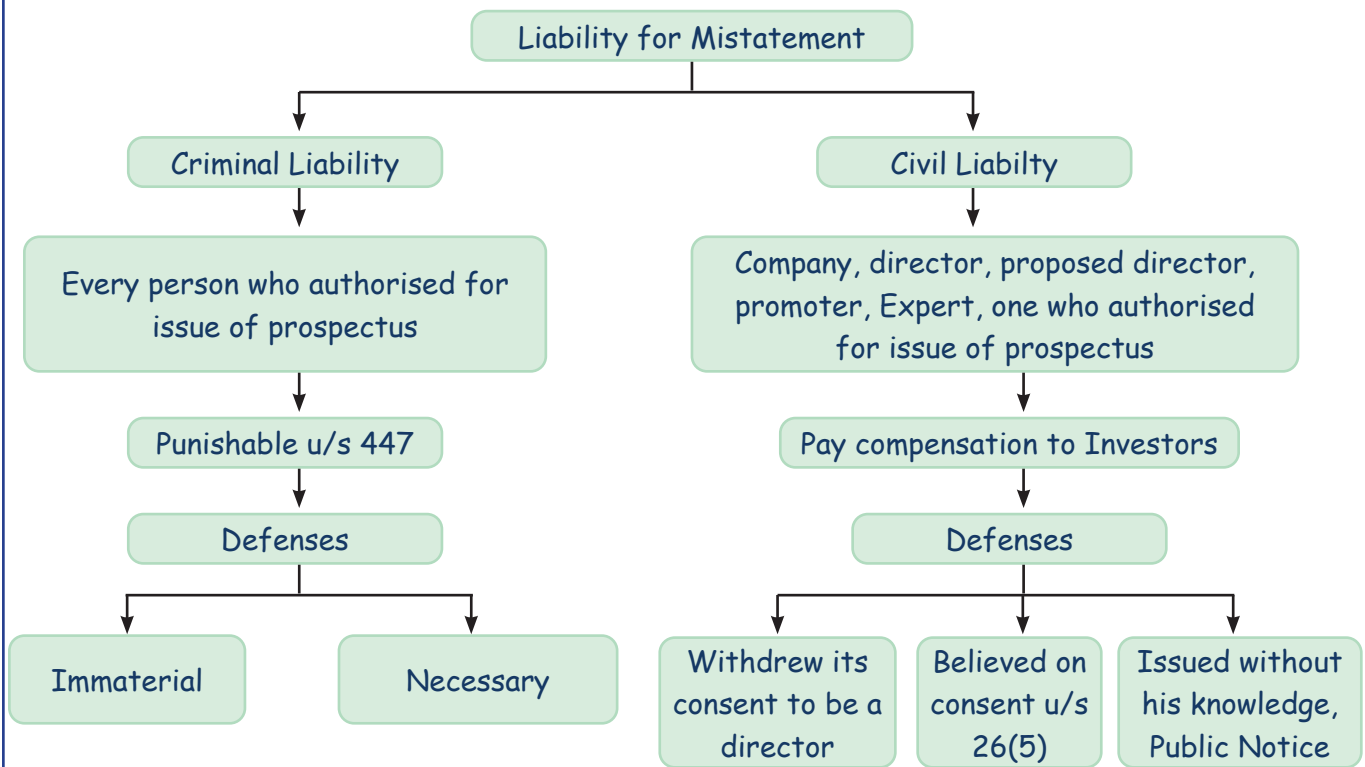 Liability for Mistatement
Criminal Liability
Civil Liabilty
Every person who authorised for
issue of prospectus
Company, director, proposed director,
promoter, Expert, one who authorised
for issue of prospectus
Punishable u/s 447
Pay compensation to Investors
Defenses
Defenses
Immaterial
Necessary
Withdrew its
consent to be a
director
Believed on
consent u/s
26(5)
Issued without
his knowledge,
Public Notice